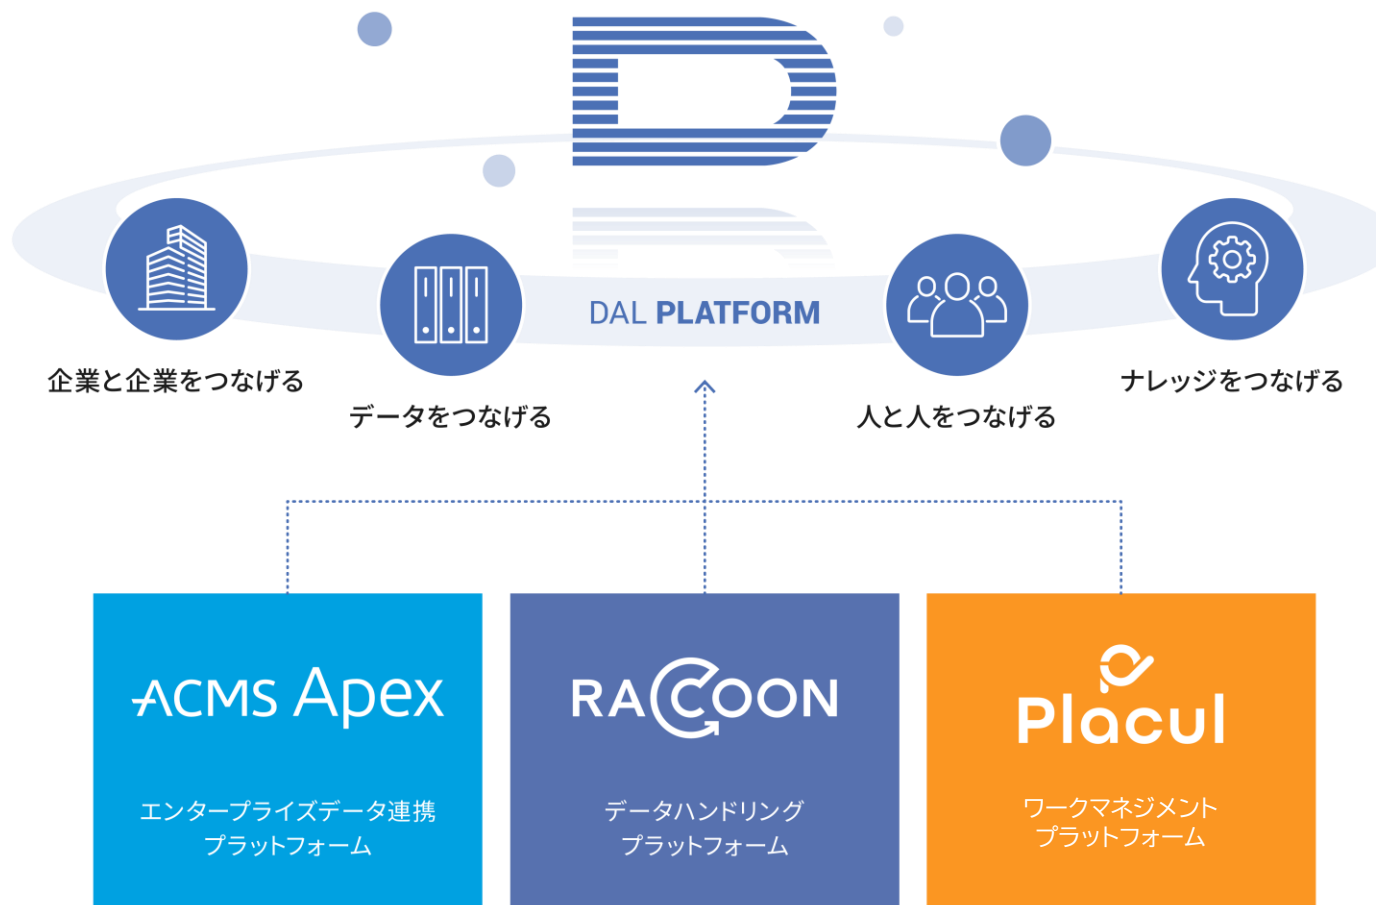 DAL PLATFORM
企業と企業をつなげる
データをつなげる
人と人をつなげる
ナレッジをつなげる
ACMS Apex
エンタープライズデータ連携
プラットフォーム
RACCOON
データハンドリング
プラットフォーム
Placul
ワークマネジメント
プラットフォーム